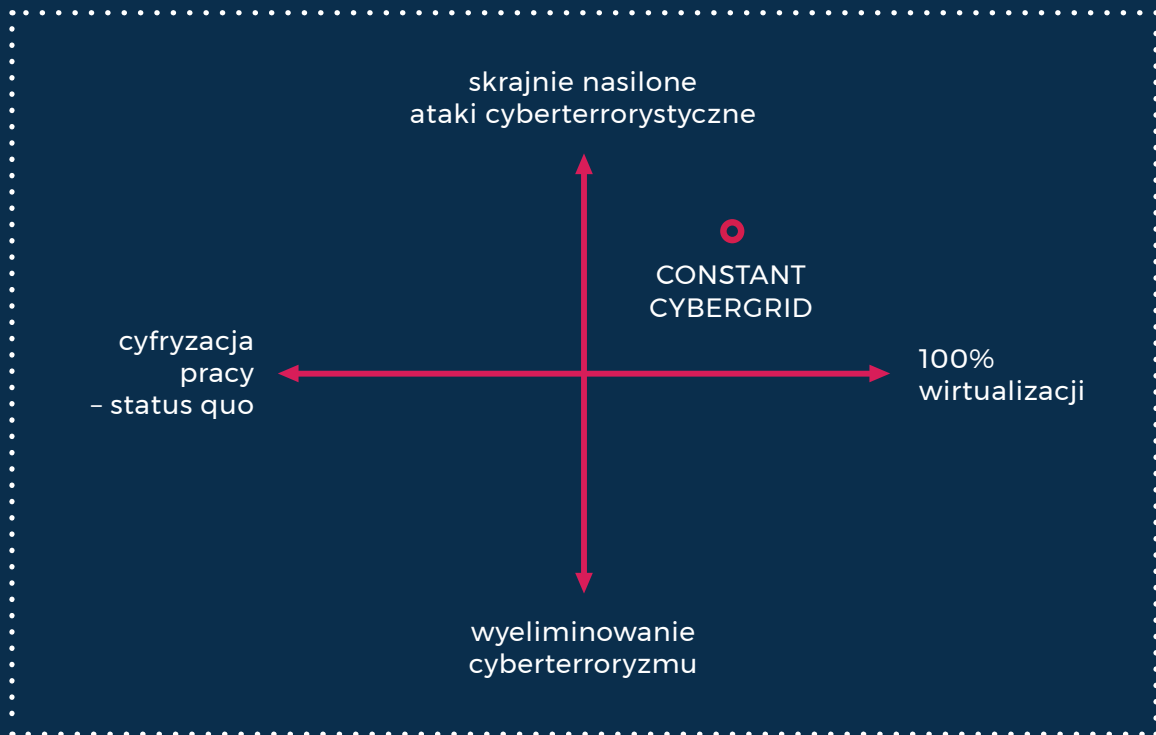 skrajnie nasilone
ataki cyberterrorystyczne
CONSTANT
CYBERGRID
cyfryzacja
pracy
– status quo
100%
wirtualizacji
wyeliminowanie
cyberterroryzmu